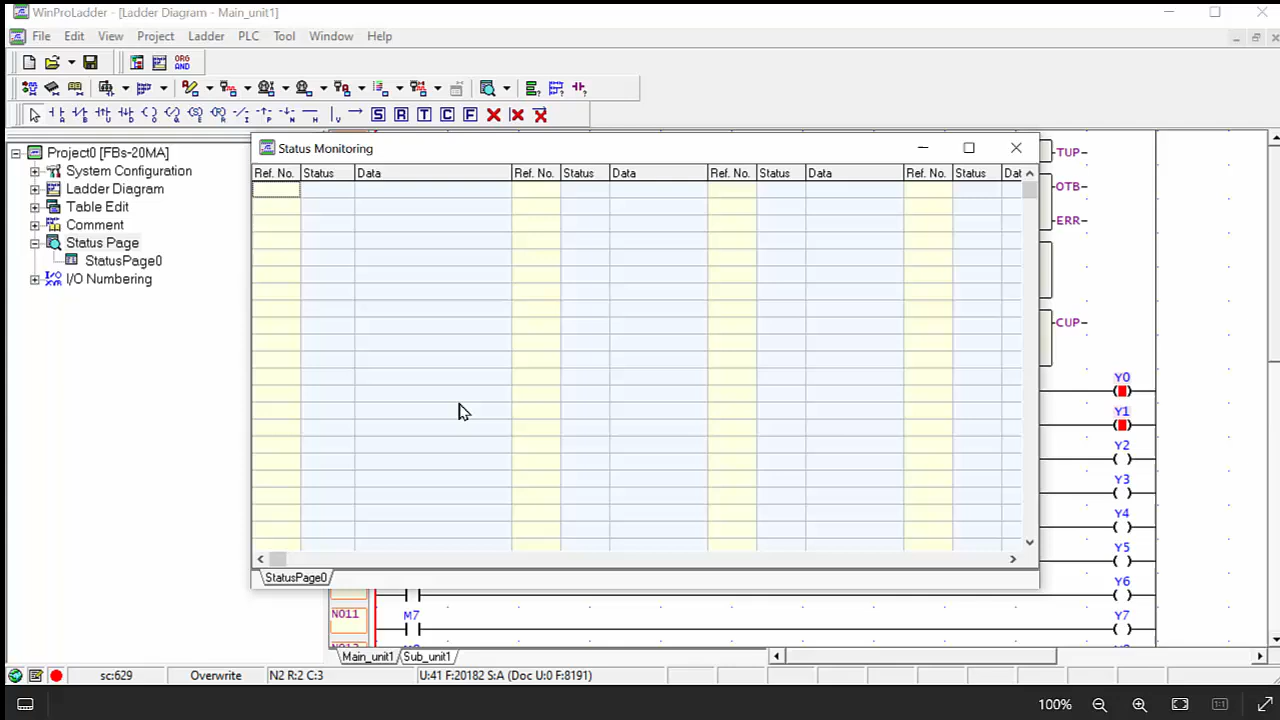 WinProLadder - [Ladder Diagram - Main_unit1]
File Edit View Project Ladder PLC Tool Window Help
ORG
AND
S R T C F
Project0 [FBs-20MA]
System Configuration
Ladder Diagram
Table Edit
Comment
Status Page
StatusPage0
I/O Numbering
Status Monitoring
Ref. No. Status Data Ref. No. Status Data Ref. No. Status Data Ref. No. Status Dat
StatusPage0
TUP
OTB
ERR
CUP
Y0
Y1
Y2
Y3
Y4
Y5
Y6
N011 M7 Y7
Main_unit1 Sub_unit1
sc:629 Overwrite N2 R:2 C:3 U:41 F:20182 S:A (Doc U:0 F:8191)
100%